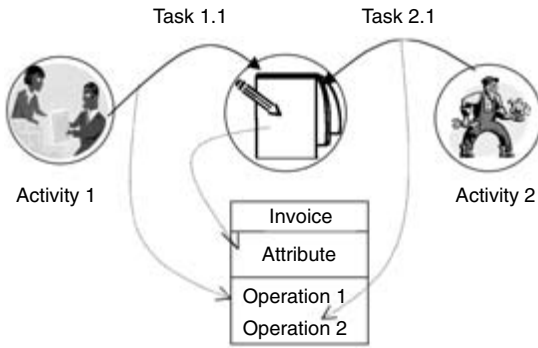 Task 1.1
Task 2.1
Activity 1
Activity 2
Invoice
Attribute
Operation 1
Operation 2